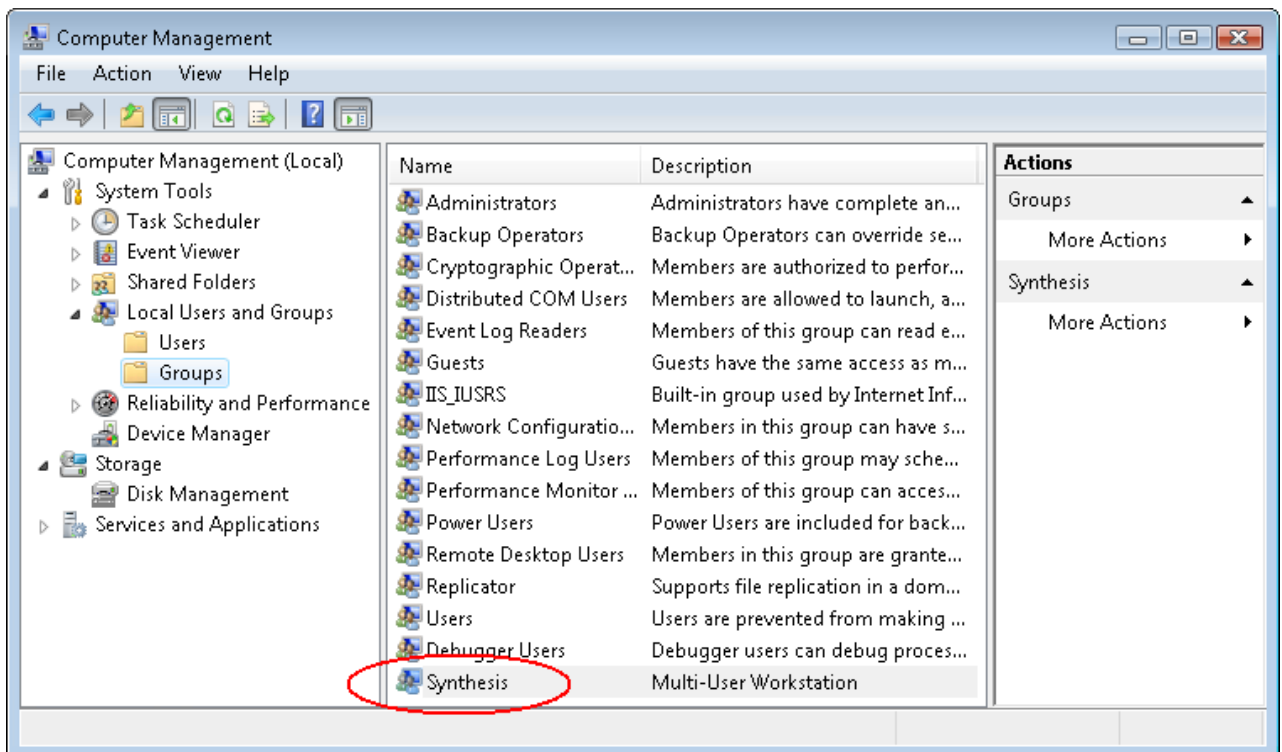 Computer Management
File Action View Help
Computer Management (Local)
System Tools
Task Scheduler
Event Viewer
Shared Folders
Local Users and Groups
Users
Groups
Reliability and Performance
Device Manager
Storage
Disk Management
Services and Applications
Name Description
Administrators Administrators have complete an...
Backup Operators Backup Operators can override se...
Cryptographic Operat... Members are authorized to perfor...
Distributed COM Users Members are allowed to launch, a...
Event Log Readers Members of this group can read e...
Guests Guests have the same access as m...
IIS_IUSRS Built-in group used by Internet Inf...
Network Configuratio... Members in this group can have s...
Performance Log Users Members of this group may sche...
Performance Monitor ... Members of this group can acces...
Power Users Power Users are included for back...
Remote Desktop Users Members in this group are grante...
Replicator Supports file replication in a dom...
Users Users are prevented from making ...
Debugger Users Debugger users can debug proces...
Synthesis Multi-User Workstation
Actions
Groups
More Actions
Synthesis
More Actions